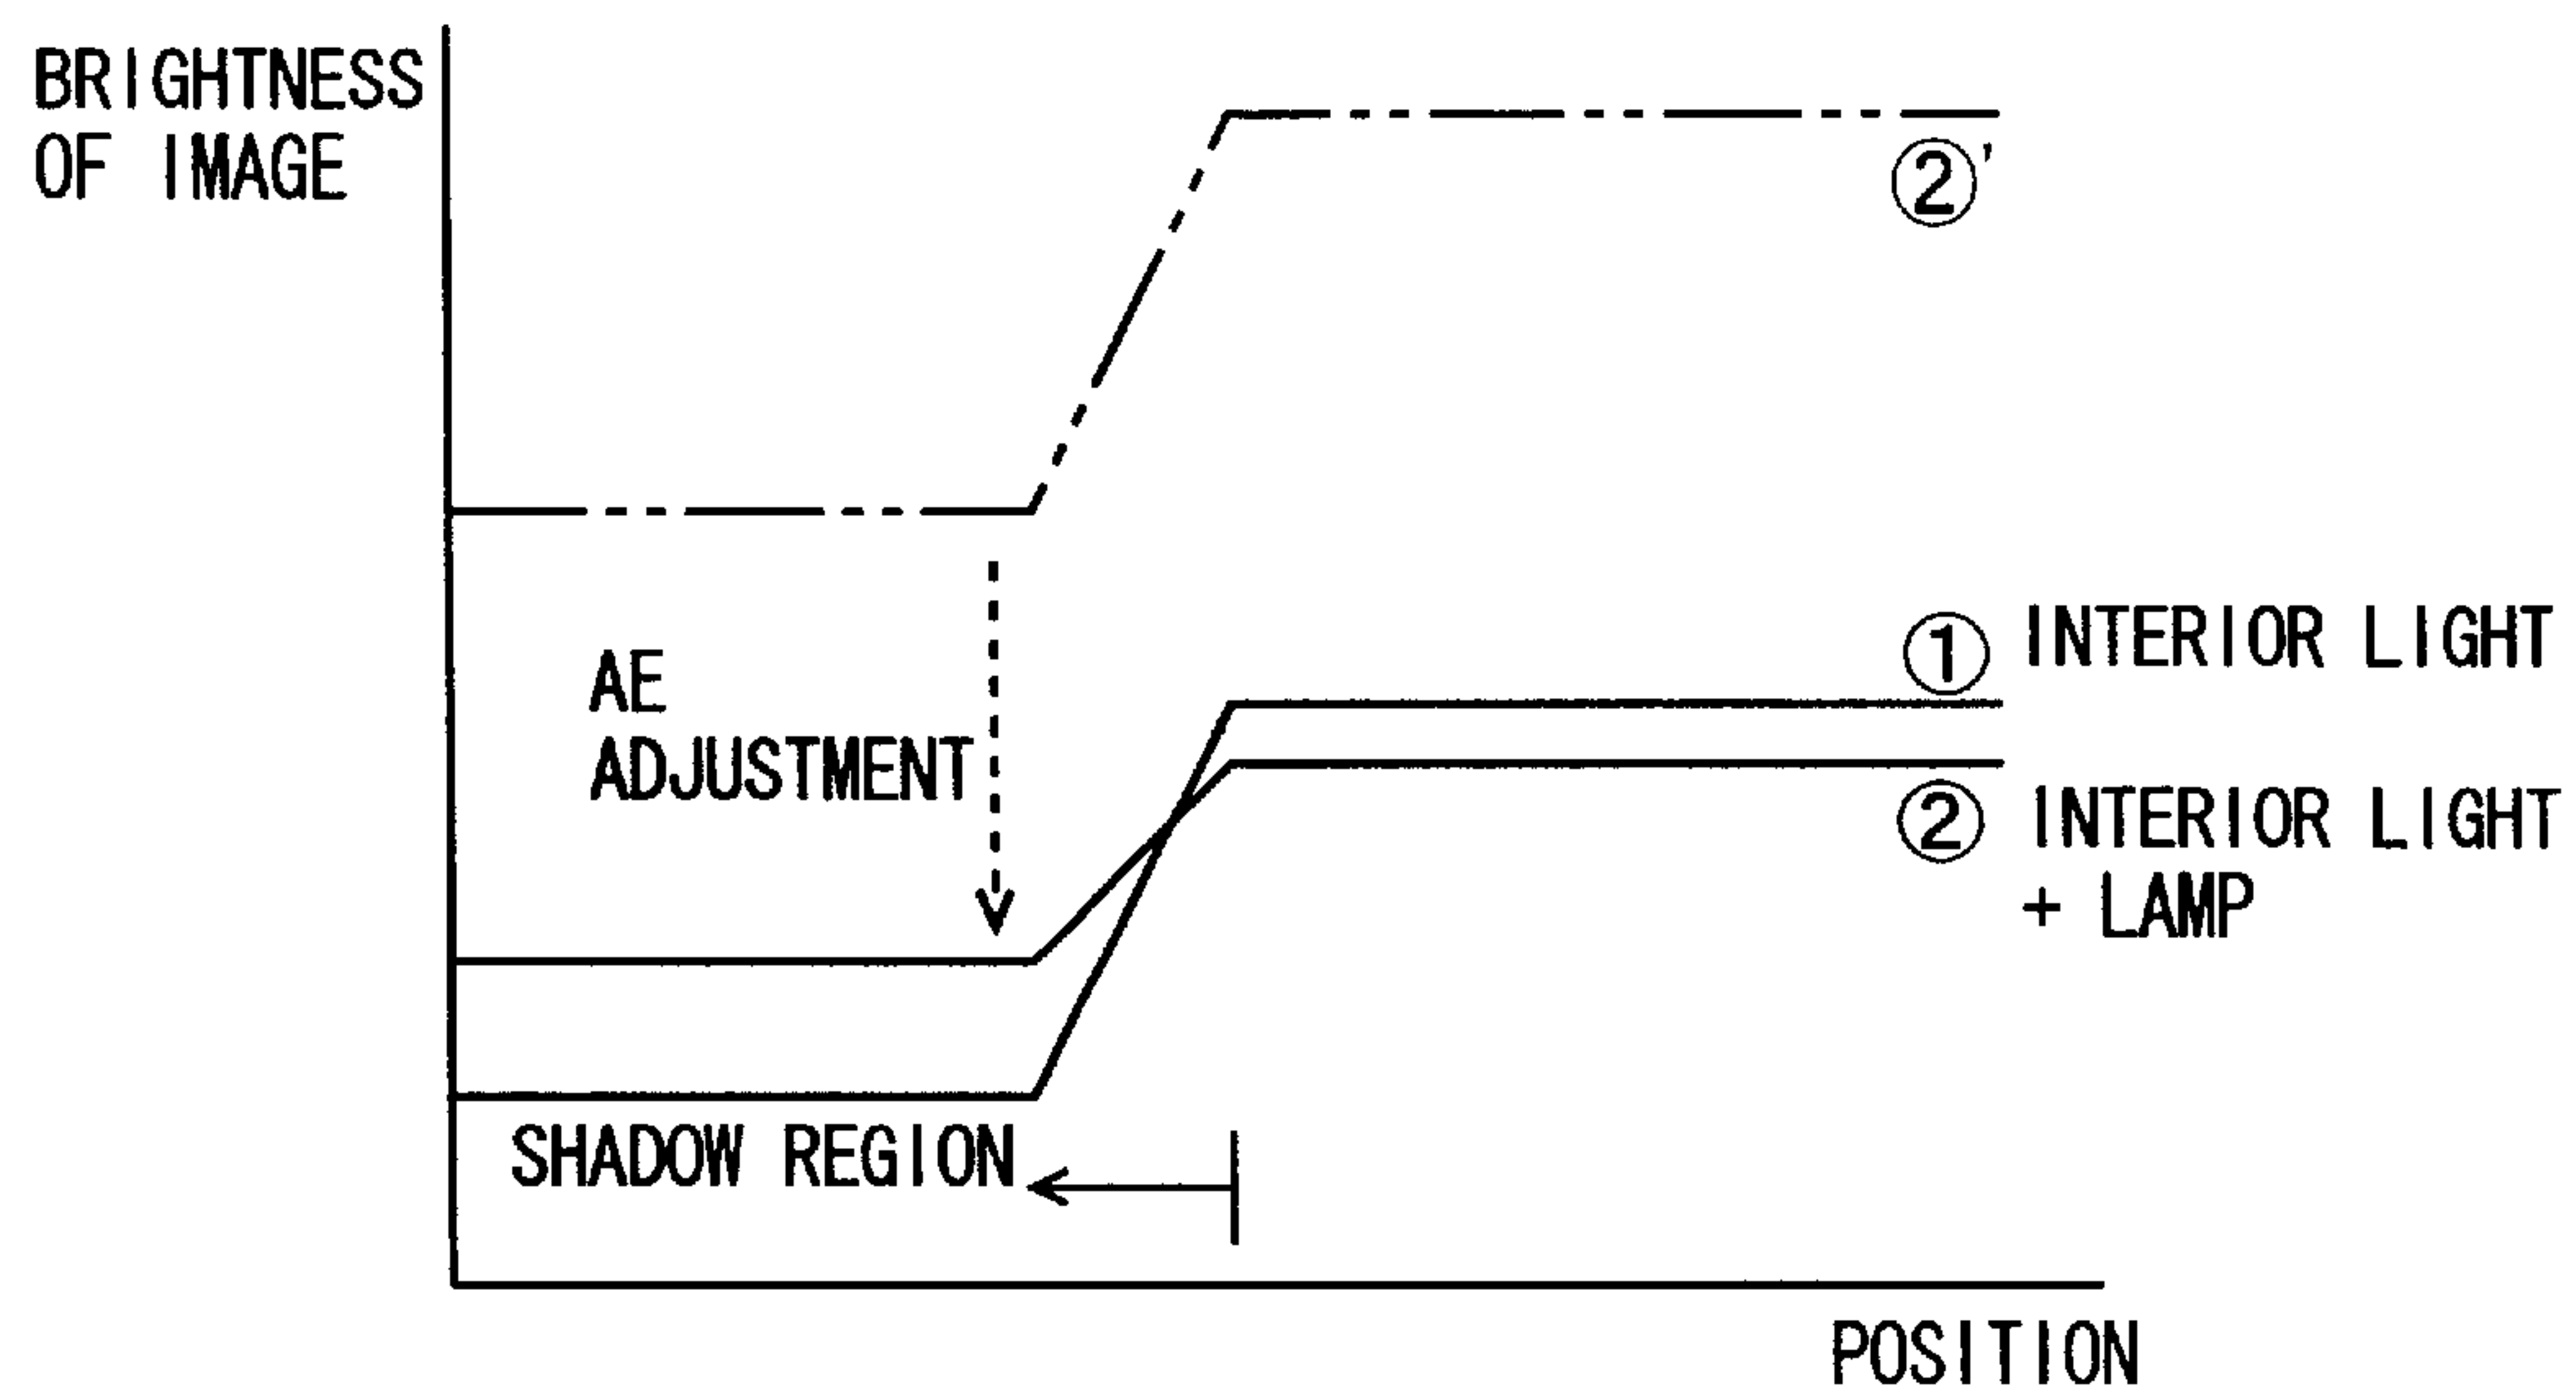 BRIGHTNESS
OF IMAGE
②'
① INTERIOR LIGHT
AE
ADJUSTMENT
② INTERIOR LIGHT
+ LAMP
SHADOW REGION
POSITION